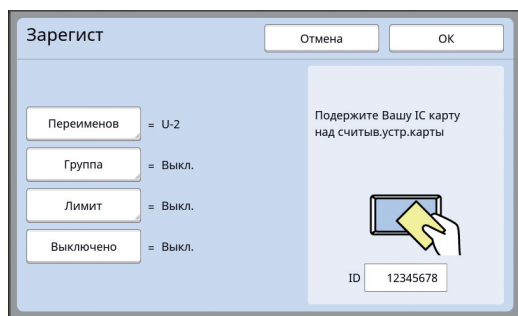 Зарегист
Отмена
OK
Переименов = U-2
Группа = Выкл.
Лимит = Выкл.
Выключено = Выкл.
Подержите Вашу IC карту
над считыв.устр.карты
ID 12345678